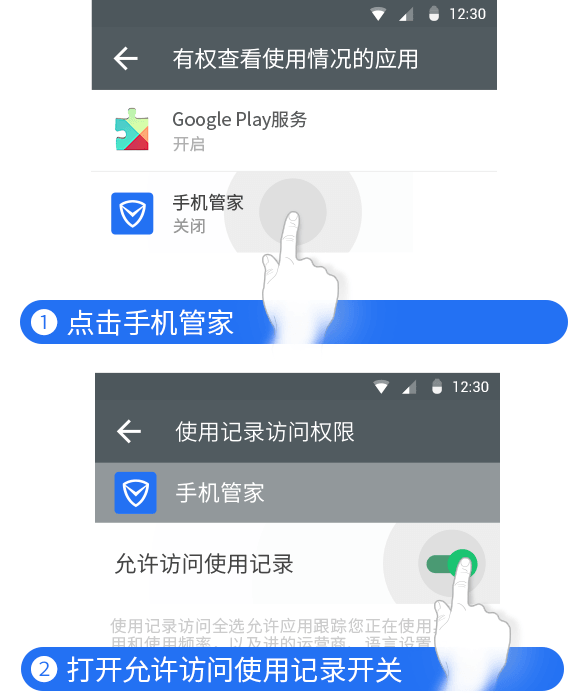 12:30
有权查看使用情况的应用
Google Play服务
开启
手机管家
关闭
1 点击手机管家
12:30
使用记录访问权限
手机管家
允许访问使用记录
使用记录访问全选允许应用跟踪您正在使用
用和使用频率，以及进的运营商、语言设置
2 打开允许访问使用记录开关